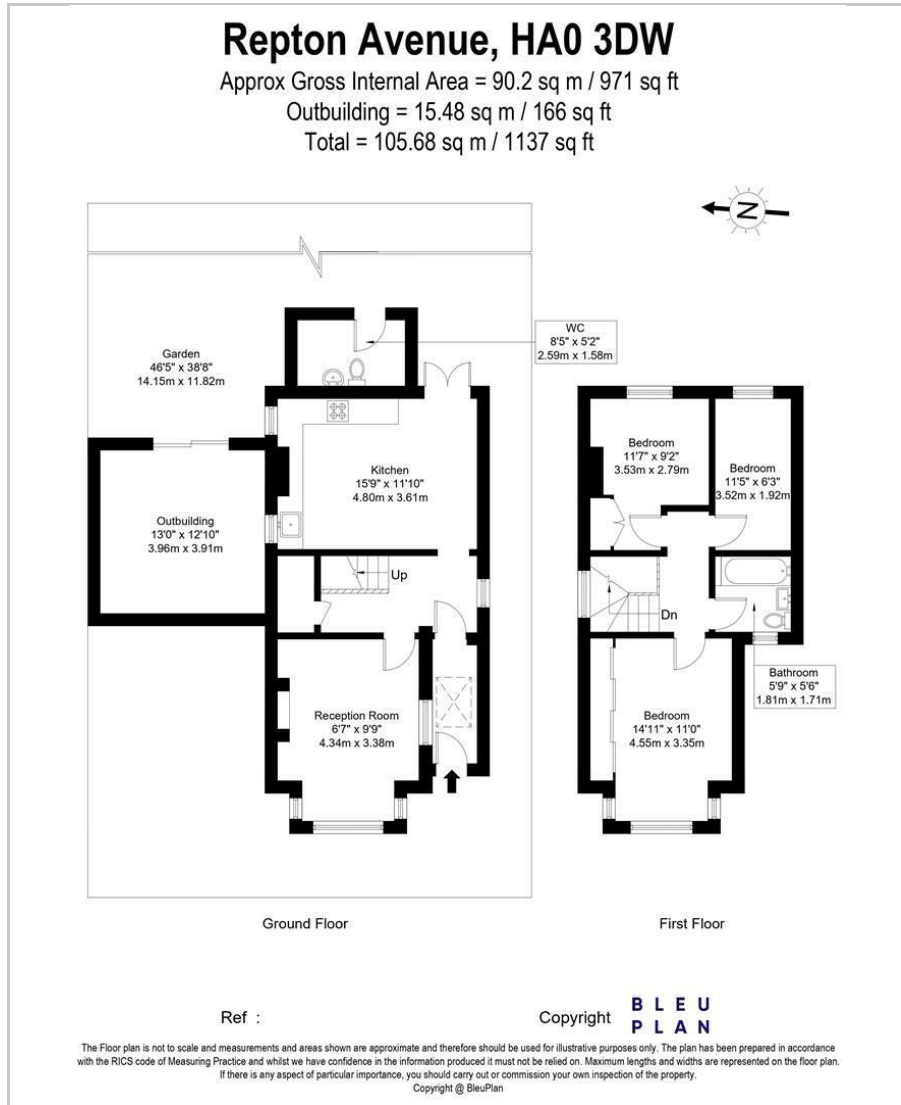 Repton Avenue, HA0 3DW
Approx Gross Internal Area = 90.2 sq m / 971 sq ft
Outbuilding = 15.48 sq m / 166 sq ft
Total = 105.68 sq m / 1137 sq ft
N
WC
8'5" x 5'2"
2.59m x 1.58m
Garden
46'5" x 38'8"
14.15m x 11.82m
Kitchen
15'9" x 11'10"
4.80m x 3.61m
Outbuilding
13'0" x 12'10"
3.96m x 3.91m
Up
Reception Room
6'7" x 9'9"
4.34m x 3.38m
Bedroom
11'7" x 9'2"
3.53m x 2.79m
Bedroom
11'5" x 6'3"
3.52m x 1.92m
Dn
Bathroom
5'9" x 5'6"
1.81m x 1.71m
Bedroom
14'11" x 11'0"
4.55m x 3.35m
Ground Floor
First Floor
Ref :
Copyright
BLEU
PLAN
The Floor plan is not to scale and measurements and areas shown are approximate and therefore should be used for illustrative purposes only. The plan has been prepared in accordance
with the RICS code of Measuring Practice and whilst we have confidence in the information produced it must not be relied on. Maximum lengths and widths are represented on the floor plan.
If there is any aspect of particular importance, you should carry out or commission your own inspection of the property.
Copyright @ BleuPlan